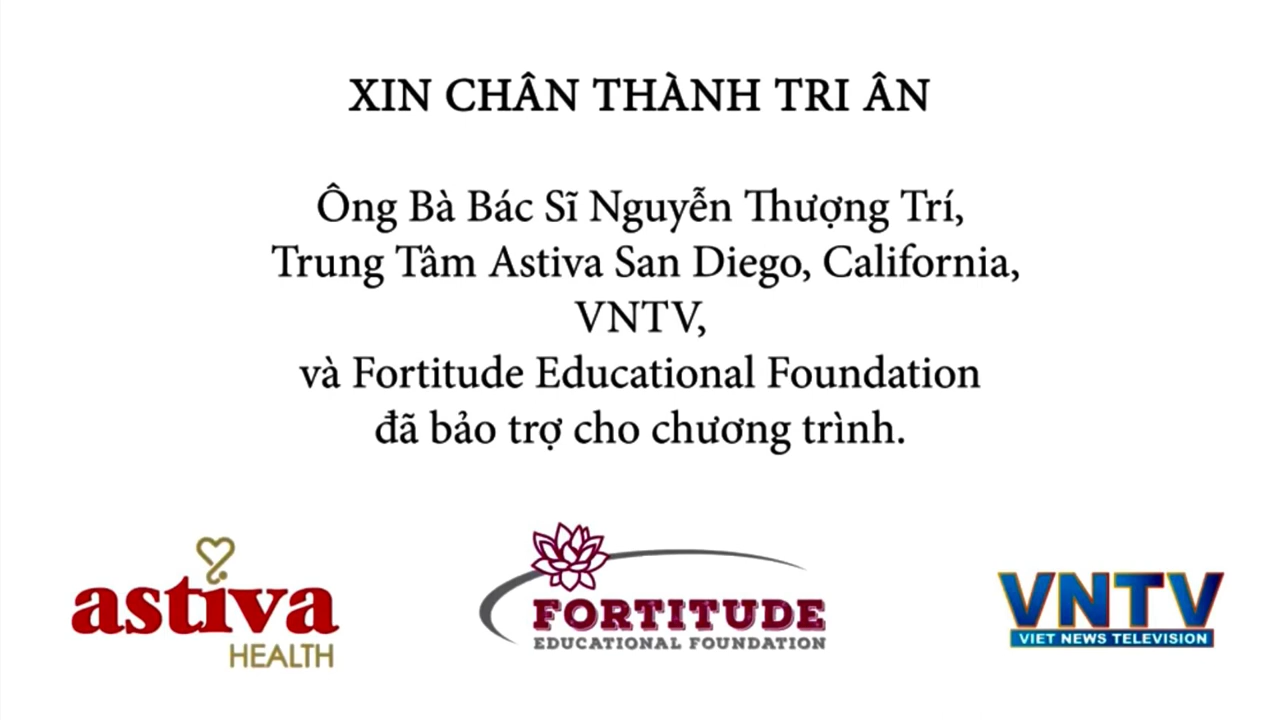 XIN CHÂN THÀNH TRI ÂN
Ông Bà Bác Sĩ Nguyễn Thượng Trí,
Trung Tâm Astiva San Diego, California,
VNTV,
và Fortitude Educational Foundation
đã bảo trợ cho chương trình.
astiva
HEALTH
FORTITUDE
EDUCATIONAL FOUNDATION
VNTV
VIET NEWS TELEVISION